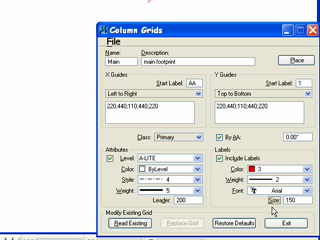 Column Grids
File
Name: Description:
Main main footprint Place
X Guides Y Guides
Start Label: AA Start Label: 1
Left to Right Top to Bottom
220;440;110;440;220 220;440;110;440;220
Class: Primary By AA: 0.00°
Attributes Labels
Level: A-LITE Include Labels
Color: ByLevel Color: 3
Style: 4 Weight: 2
Weight: 5 Font: Arial
Leader: 200 Size: 150
Modify Existing Grid
Read Existing Replace Grid Restore Defaults Exit